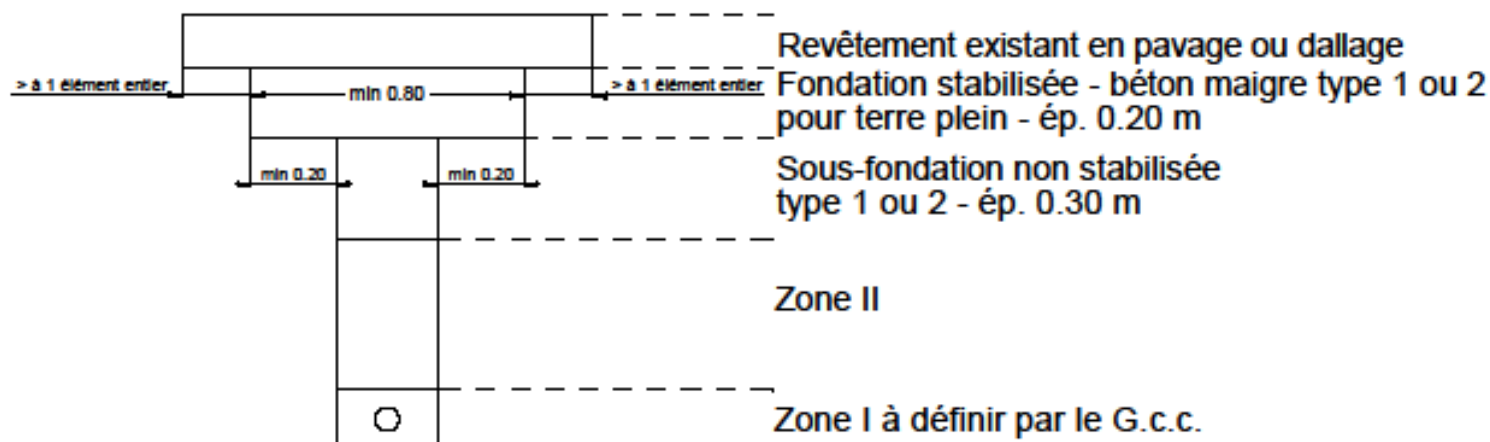 Revêtement existant en pavage ou dallage
> à 1 élément entier
min 0.80
> à 1 élément entier
Fondation stabilisée - béton maigre type 1 ou 2
pour terre plein - ép. 0.20 m
min 0.20
min 0.20
Sous-fondation non stabilisée
type 1 ou 2 - ép. 0.30 m
Zone II
Zone I à définir par le G.c.c.